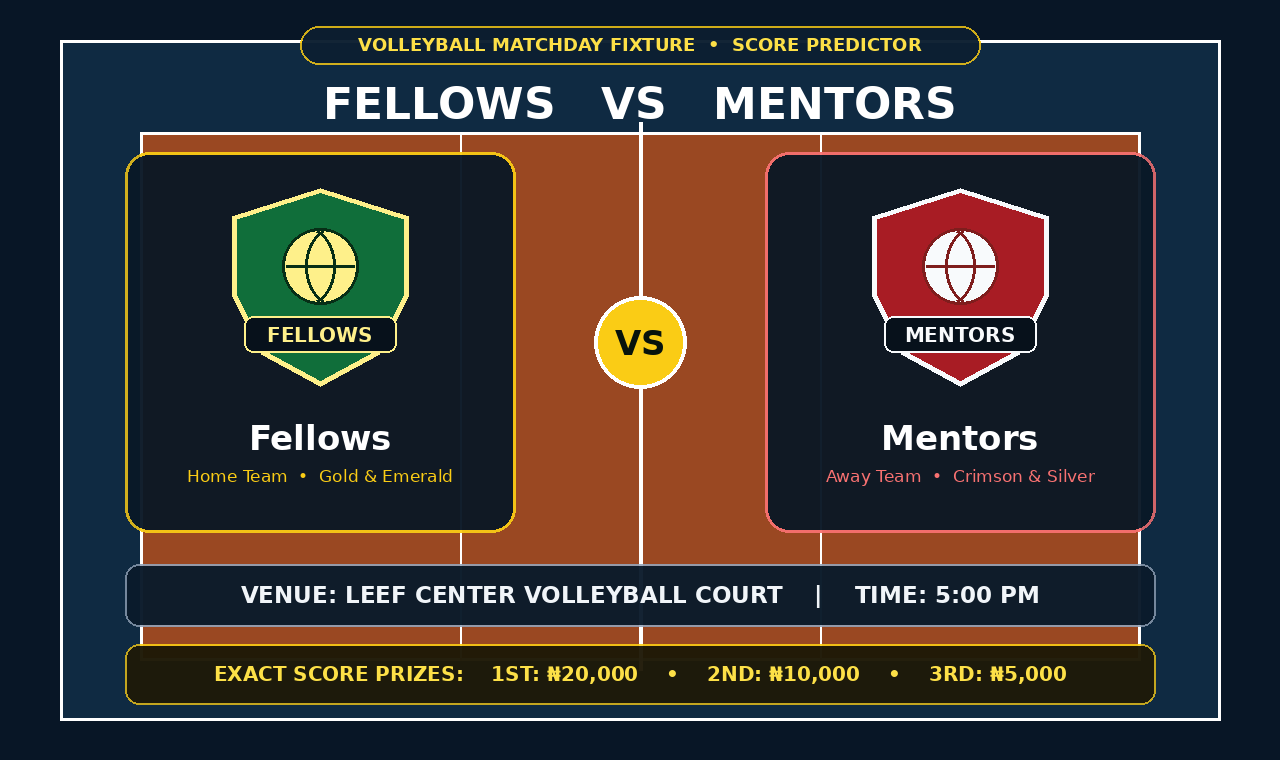 VOLLEYBALL MATCHDAY FIXTURE • SCORE PREDICTOR
FELLOWS VS MENTORS
FELLOWS
MENTORS
VS
Fellows
Home Team • Gold & Emerald
Mentors
Away Team • Crimson & Silver
VENUE: LEEF CENTER VOLLEYBALL COURT | TIME: 5:00 PM
EXACT SCORE PRIZES: 1ST: ₦20,000 • 2ND: ₦10,000 • 3RD: ₦5,000